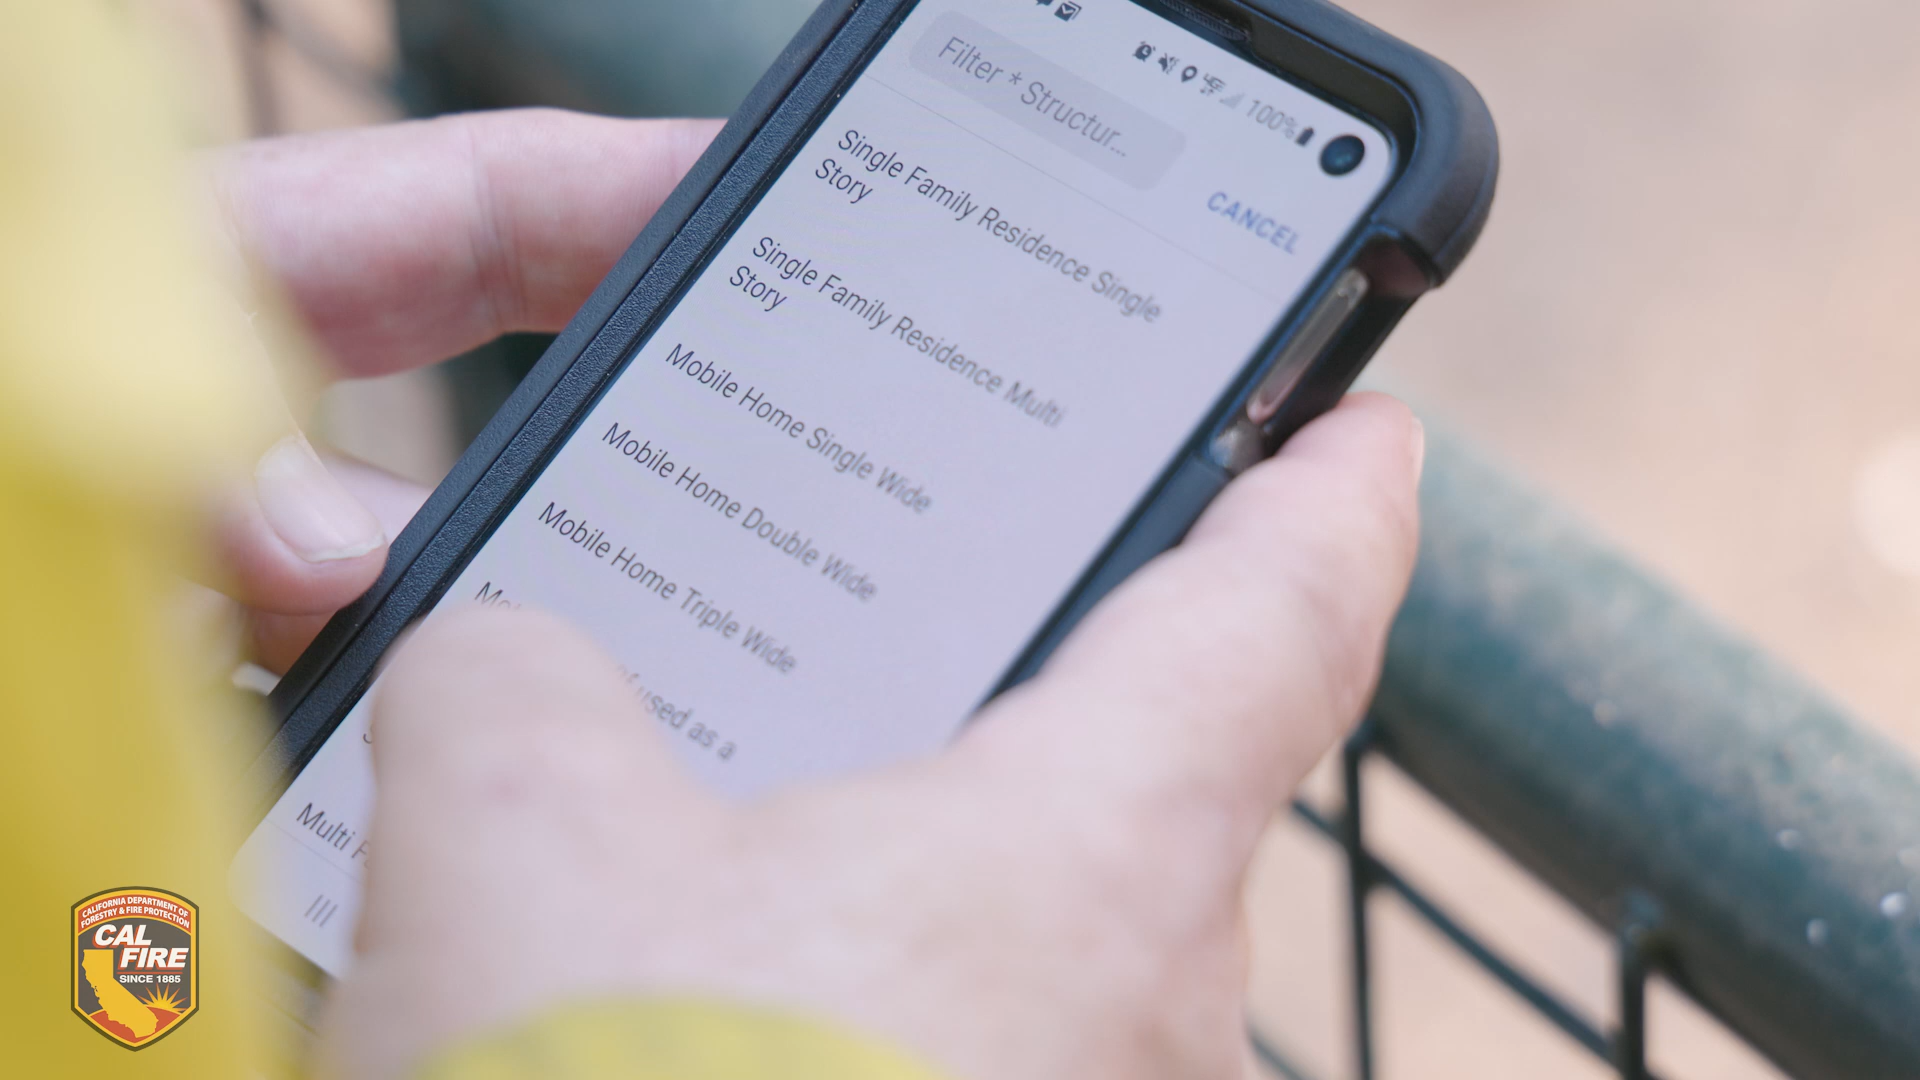 Filter * Structur...
100%
CANCEL
Single Family Residence Single
Story
Single Family Residence Multi
Story
Mobile Home Single Wide
Mobile Home Double Wide
Mobile Home Triple Wide
used as a
Multi
CALIFORNIA DEPARTMENT OF
FORESTRY & FIRE PROTECTION
CAL
FIRE
SINCE 1885